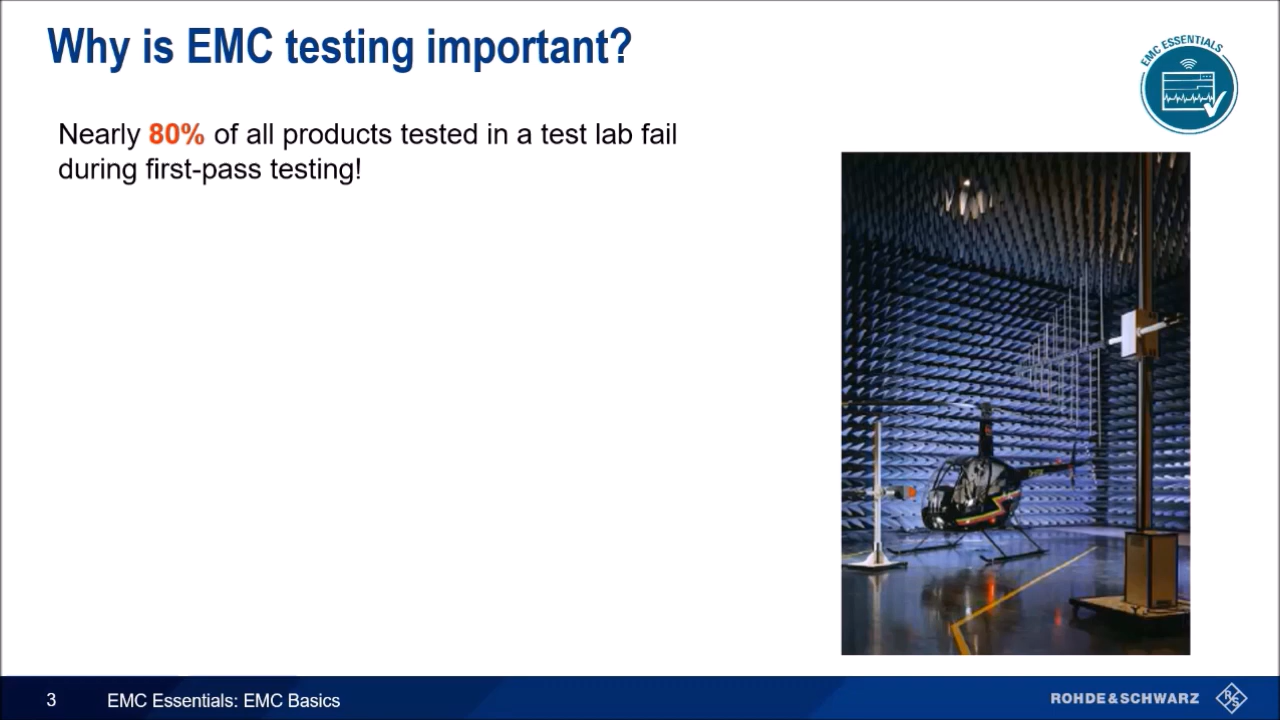 Why is EMC testing important?
EMC ESSENTIALS
Nearly 80% of all products tested in a test lab fail
during first-pass testing!
3
EMC Essentials: EMC Basics
ROHDE & SCHWARZ
R
S